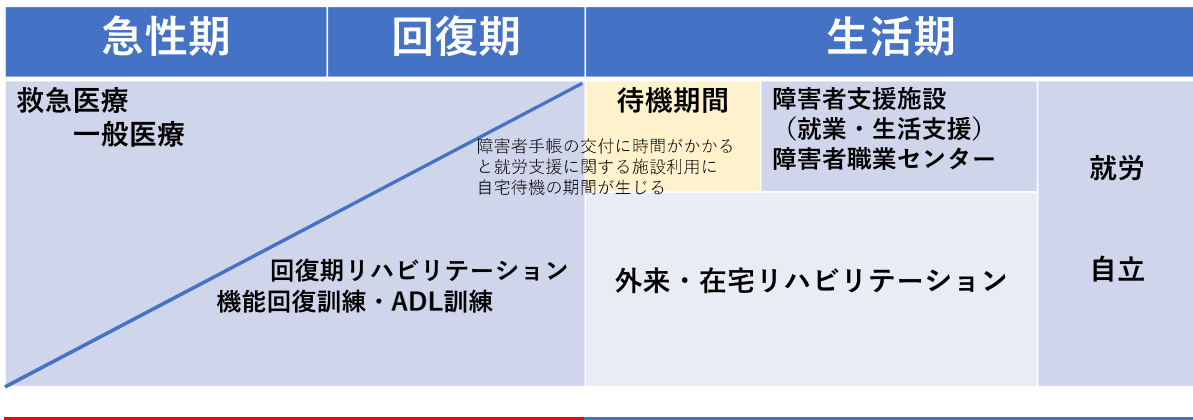 急性期
回復期
生活期
救急医療
一般医療
待機期間
障害者支援施設
（就業・生活支援）
障害者職業センター
障害者手帳の交付に時間がかかる
と就労支援に関する施設利用に
自宅待機の期間が生じる
就労
自立
回復期リハビリテーション
機能回復訓練・ADL訓練
外来・在宅リハビリテーション